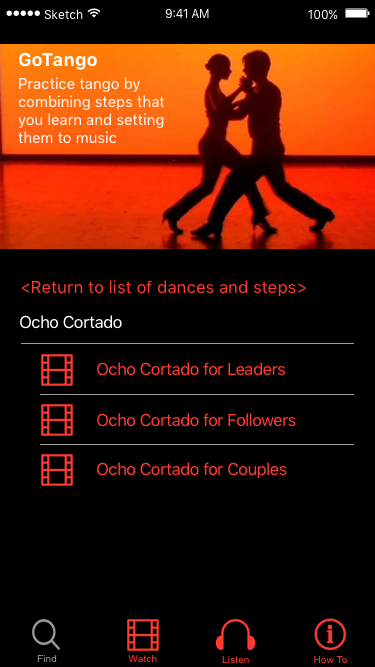 Sketch 9:41 AM 100%
GoTango
Practice tango by
combining steps that
you learn and setting
them to music
<Return to list of dances and steps>
Ocho Cortado
Ocho Cortado for Leaders
Ocho Cortado for Followers
Ocho Cortado for Couples
Find Watch Listen How To